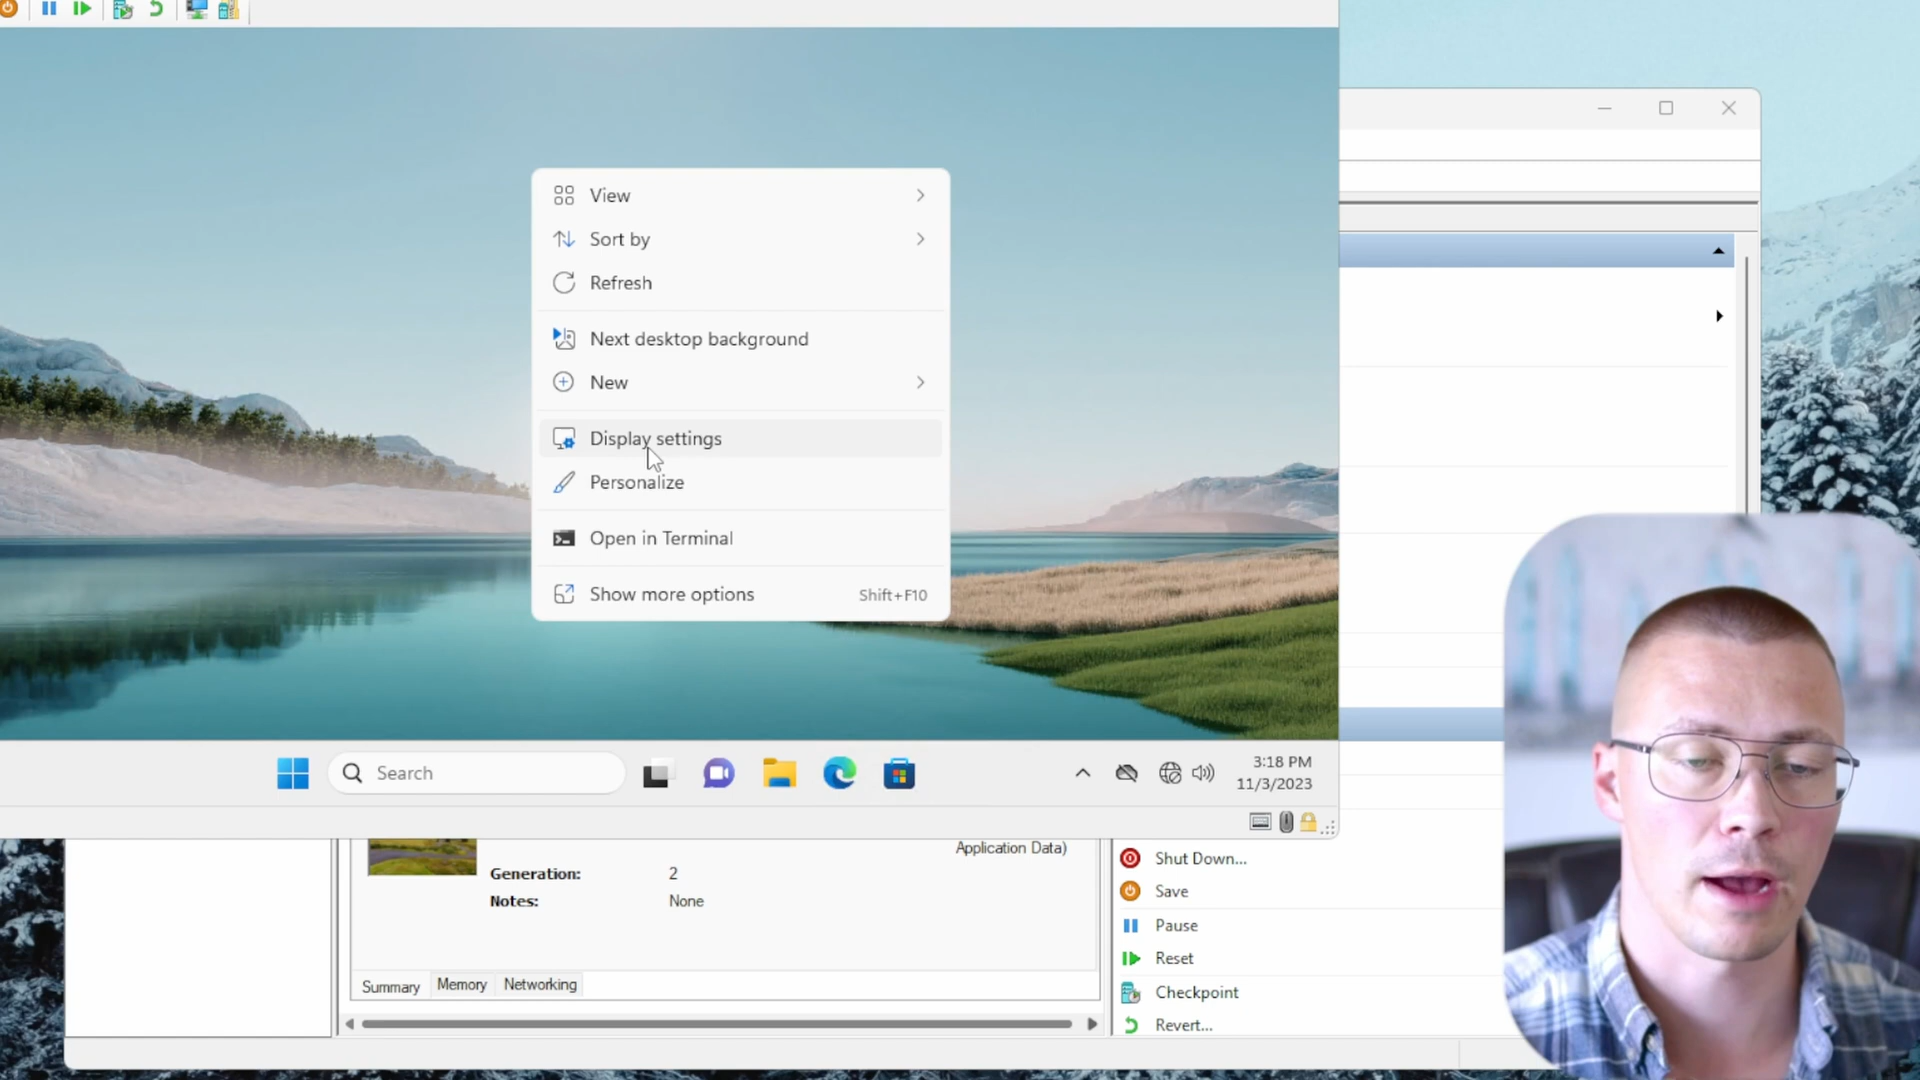 View
Sort by
Refresh
Next desktop background
New
Display settings
Personalize
Open in Terminal
Show more options Shift+F10
Search
3:18 PM
11/3/2023
Application Data)
Generation: 2
Notes: None
Summary Memory Networking
Shut Down...
Save
Pause
Reset
Checkpoint
Revert...